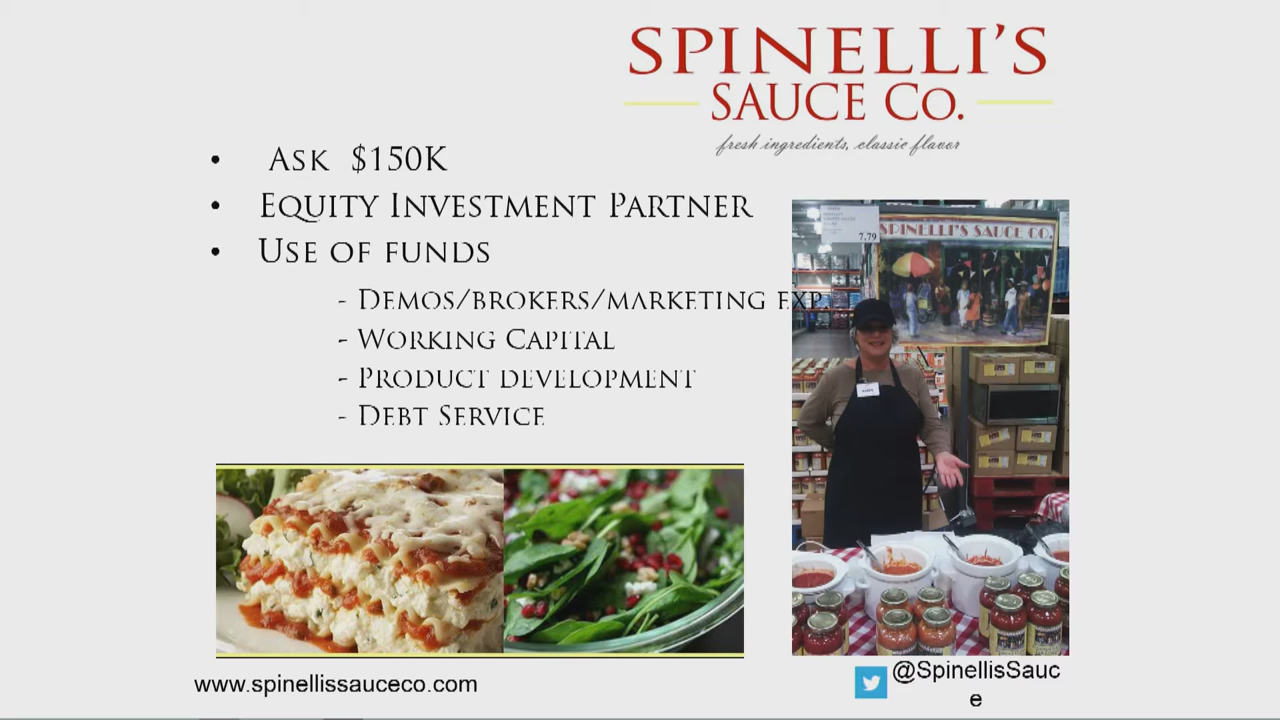 SPINELLI'S
SAUCE CO.
fresh ingredients, classic flavor
• ASK $150K
• EQUITY INVESTMENT PARTNER
• USE OF FUNDS
- DEMOS/BROKERS/MARKETING EXP.
- WORKING CAPITAL
- PRODUCT DEVELOPMENT
- DEBT SERVICE
7.79
SPINELLI'S SAUCE CO.
www.spinellissauceco.com
@SpinellisSauc
e